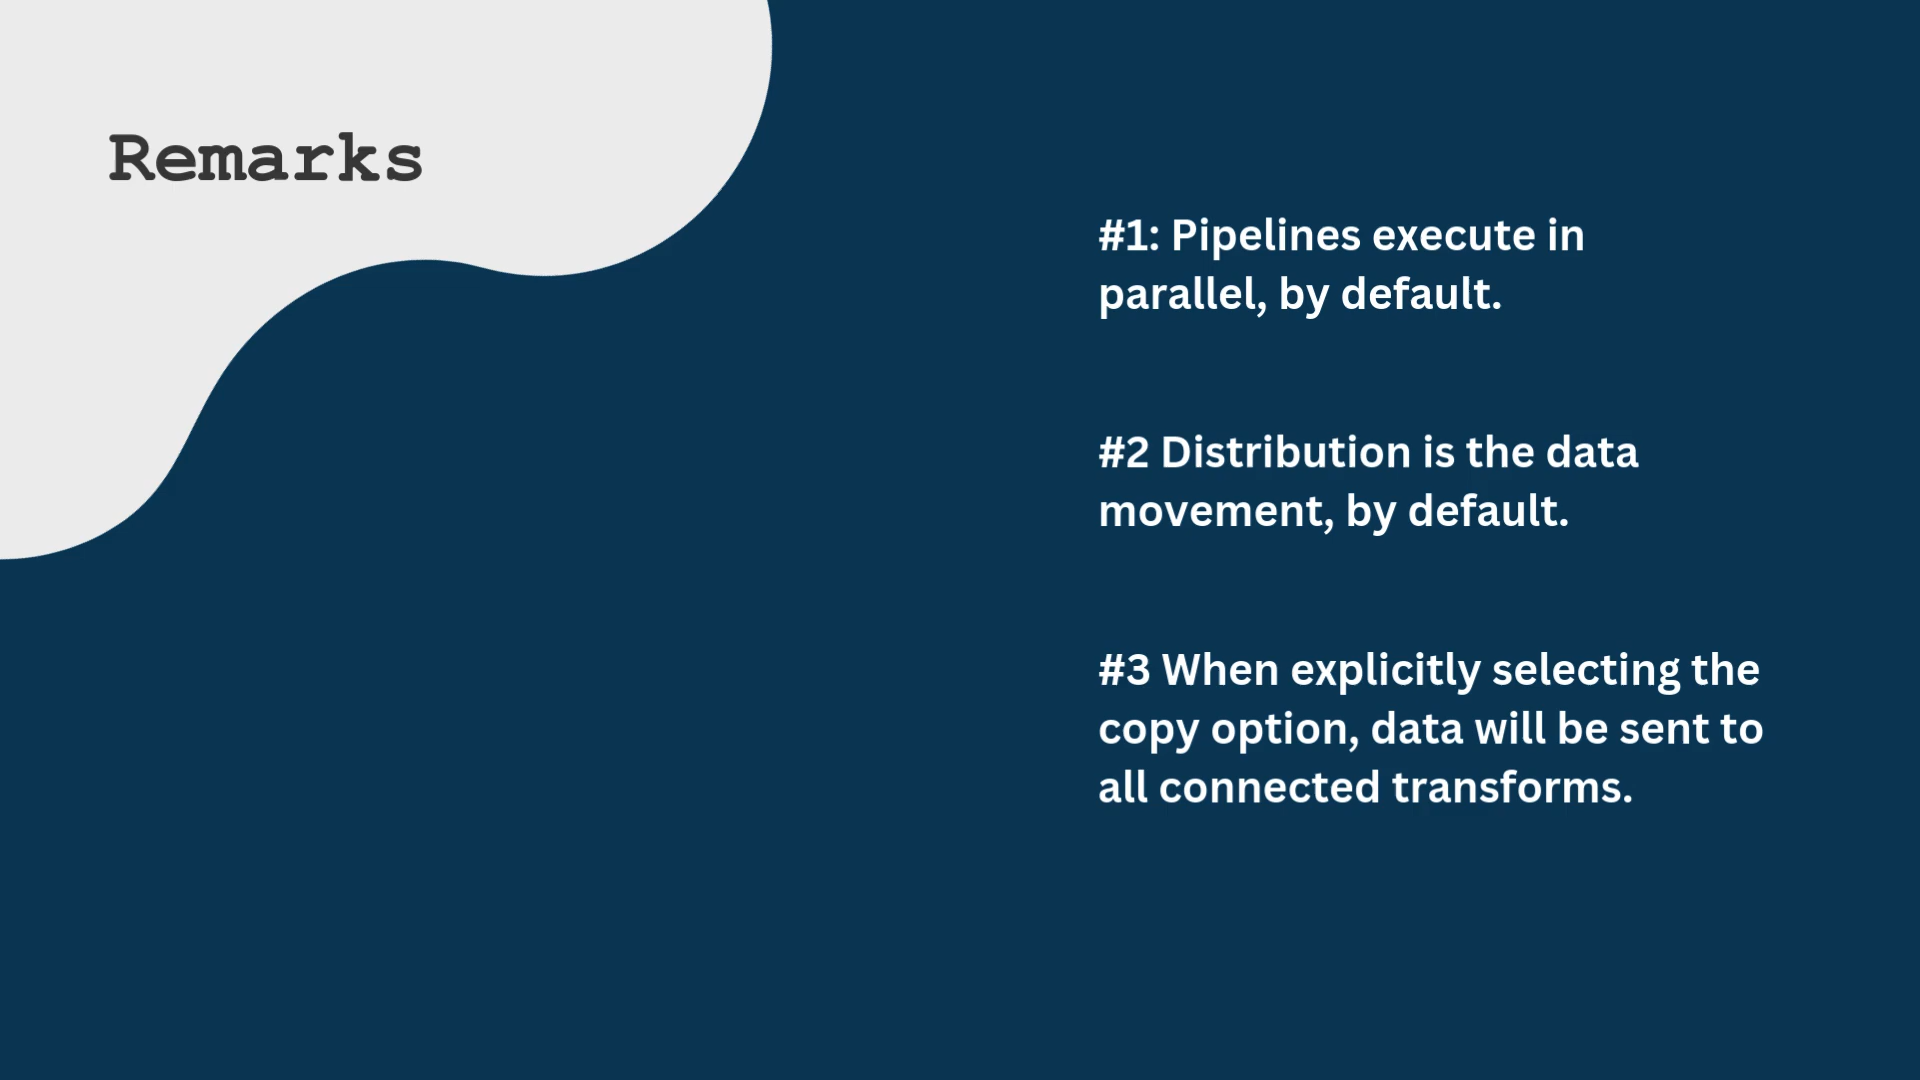 Remarks
#1: Pipelines execute in
parallel, by default.
#2 Distribution is the data
movement, by default.
#3 When explicitly selecting the
copy option, data will be sent to
all connected transforms.